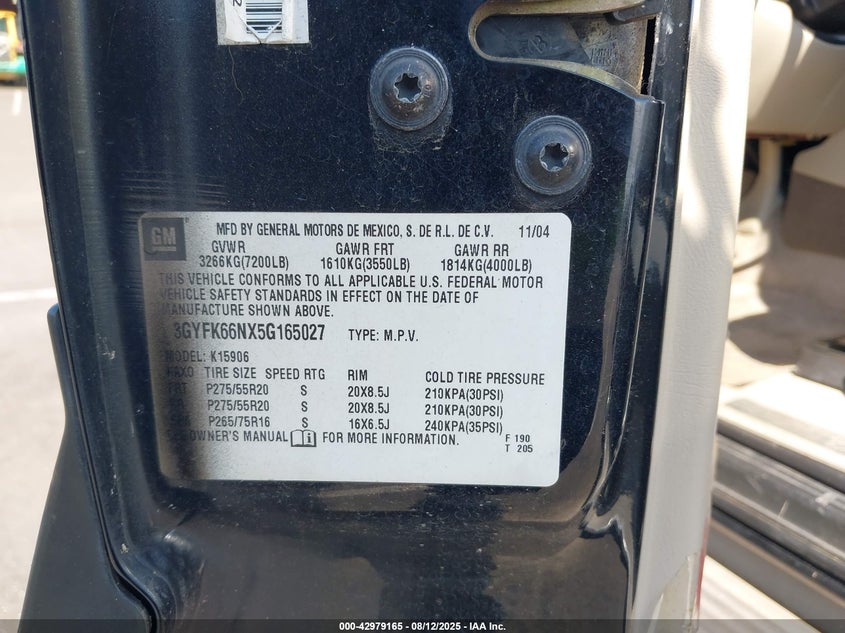 2
GM
MFD BY GENERAL MOTORS DE MEXICO, S. DE R.L. DE C.V. 11/04
GVWR GAWR FRT GAWR RR
3266KG(7200LB) 1610KG(3550LB) 1814KG(4000LB)
THIS VEHICLE CONFORMS TO ALL APPLICABLE U.S. FEDERAL MOTOR
VEHICLE SAFETY STANDARDS IN EFFECT ON THE DATE OF
MANUFACTURE SHOWN ABOVE.
3GYFK66NX5G165027 TYPE: M.P.V.
MODEL: K15906
TIRE SIZE SPEED RTG RIM COLD TIRE PRESSURE
FRT P275/55R20 S 20X8.5J 210KPA(30PSI)
P275/55R20 S 20X8.5J 210KPA(30PSI)
P265/75R16 S 16X6.5J 240KPA(35PSI)
SEE OWNER'S MANUAL FOR MORE INFORMATION.
F 190
T 205
000-42979165 - 08/12/2025 - IAA Inc.